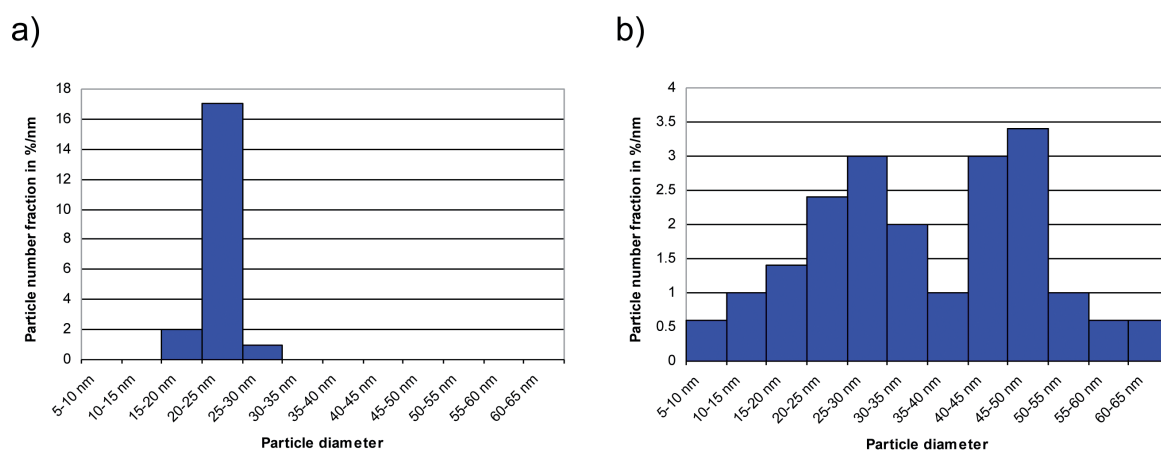 a)
Particle number fraction in %/nm
18
16
14
12
10
8
6
4
2
0
5-10 nm
10-15 nm
15-20 nm
20-25 nm
25-30 nm
30-35 nm
35-40 nm
40-45 nm
45-50 nm
50-55 nm
55-60 nm
60-65 nm
Particle diameter
b)
Particle number fraction in %/nm
4
3.5
3
2.5
2
1.5
1
0.5
0
5-10 nm
10-15 nm
15-20 nm
20-25 nm
25-30 nm
30-35 nm
35-40 nm
40-45 nm
45-50 nm
50-55 nm
55-60 nm
60-65 nm
Particle diameter